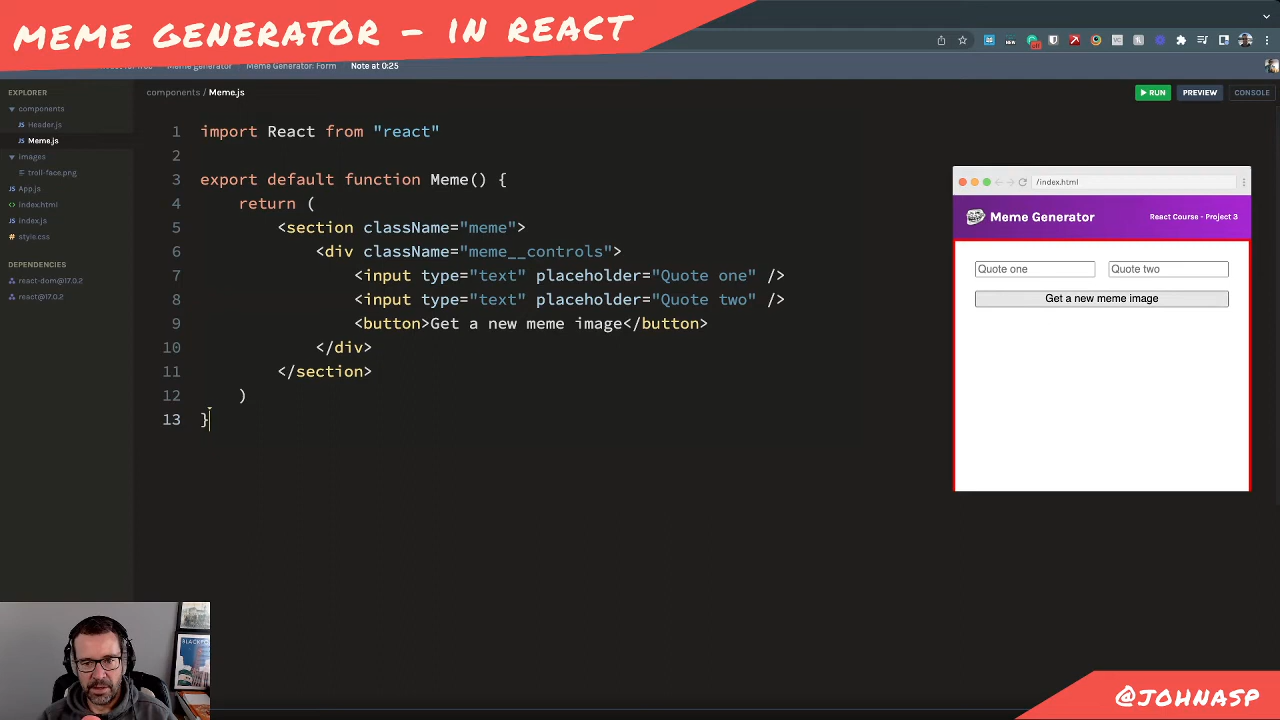 MEME GENERATOR - IN REACT
Meme generator
Meme Generator: Form
Note at 0:25
EXPLORER
components
Header.js
Meme.js
images
troll-face.png
App.js
index.html
index.js
style.css
DEPENDENCIES
react-dom@17.0.2
react@17.0.2
components / Meme.js
RUN
PREVIEW
CONSOLE
1 import React from "react"
2
3 export default function Meme() {
4 return (
5 <section className="meme">
6 <div className="meme__controls">
7 <input type="text" placeholder="Quote one" />
8 <input type="text" placeholder="Quote two" />
9 <button>Get a new meme image</button>
10 </div>
11 </section>
12 )
13 }
/index.html
Meme Generator
React Course - Project 3
Quote one
Quote two
Get a new meme image
@JOHNASP